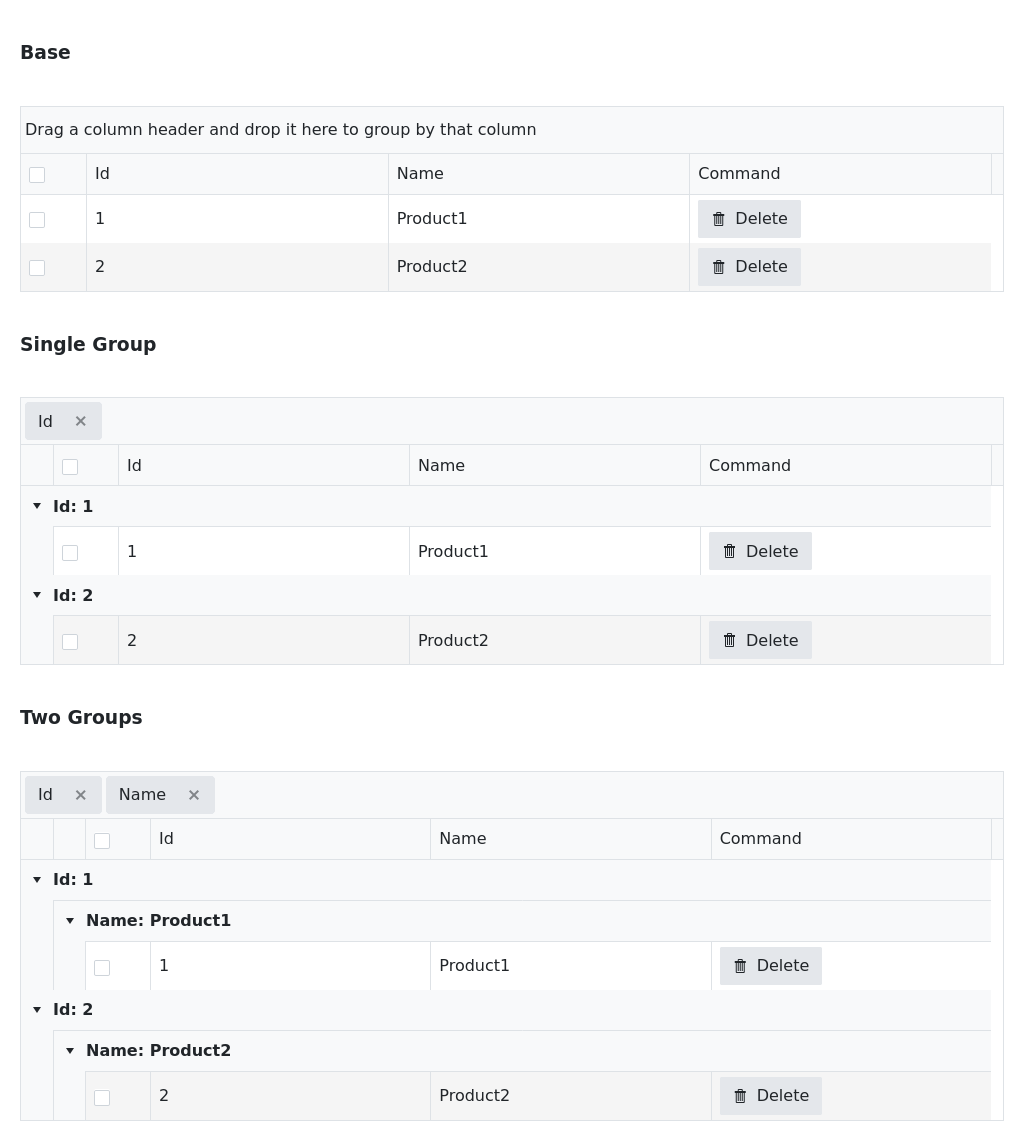 Base
Drag a column header and drop it here to group by that column
Id Name Command
1 Product1 Delete
2 Product2 Delete
Single Group
Id ✕
Id Name Command
Id: 1
1 Product1 Delete
Id: 2
2 Product2 Delete
Two Groups
Id ✕ Name ✕
Id Name Command
Id: 1
Name: Product1
1 Product1 Delete
Id: 2
Name: Product2
2 Product2 Delete